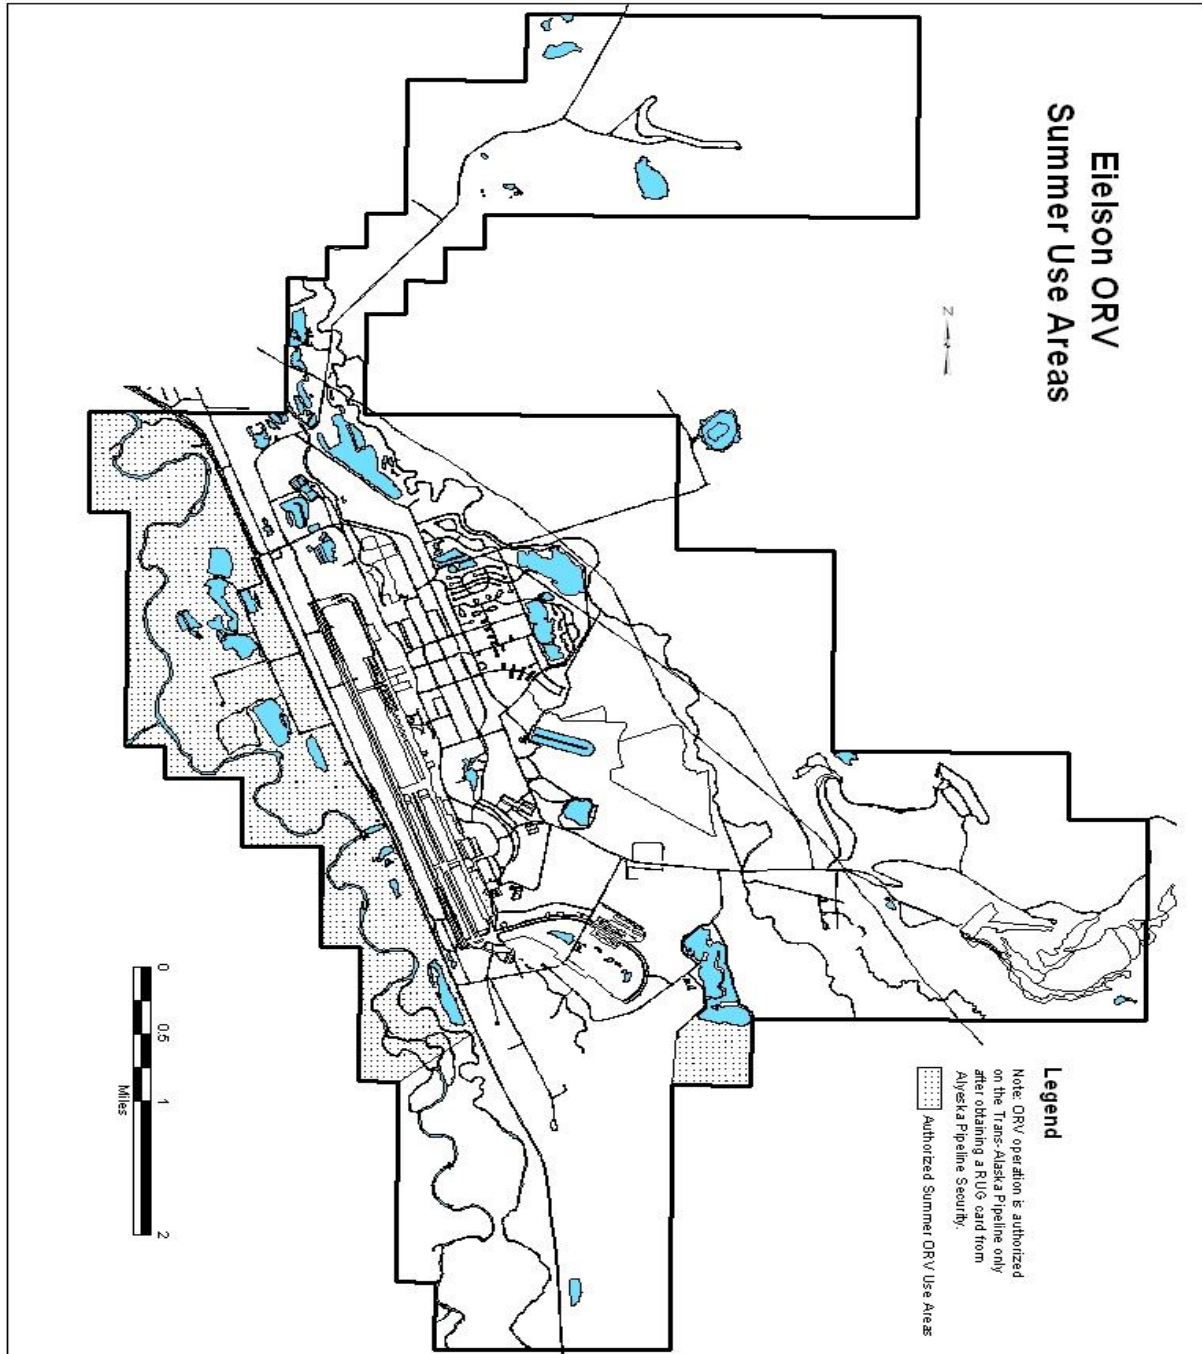 Eielson ORV
Summer Use Areas
N
Legend
Note: ORV operation is authorized
on the Trans-Alaska Pipeline only
after obtaining a RUG card from
Alyeska Pipeline Security.
Authorized Summer ORV Use Areas
0 0.5 1 2
Miles